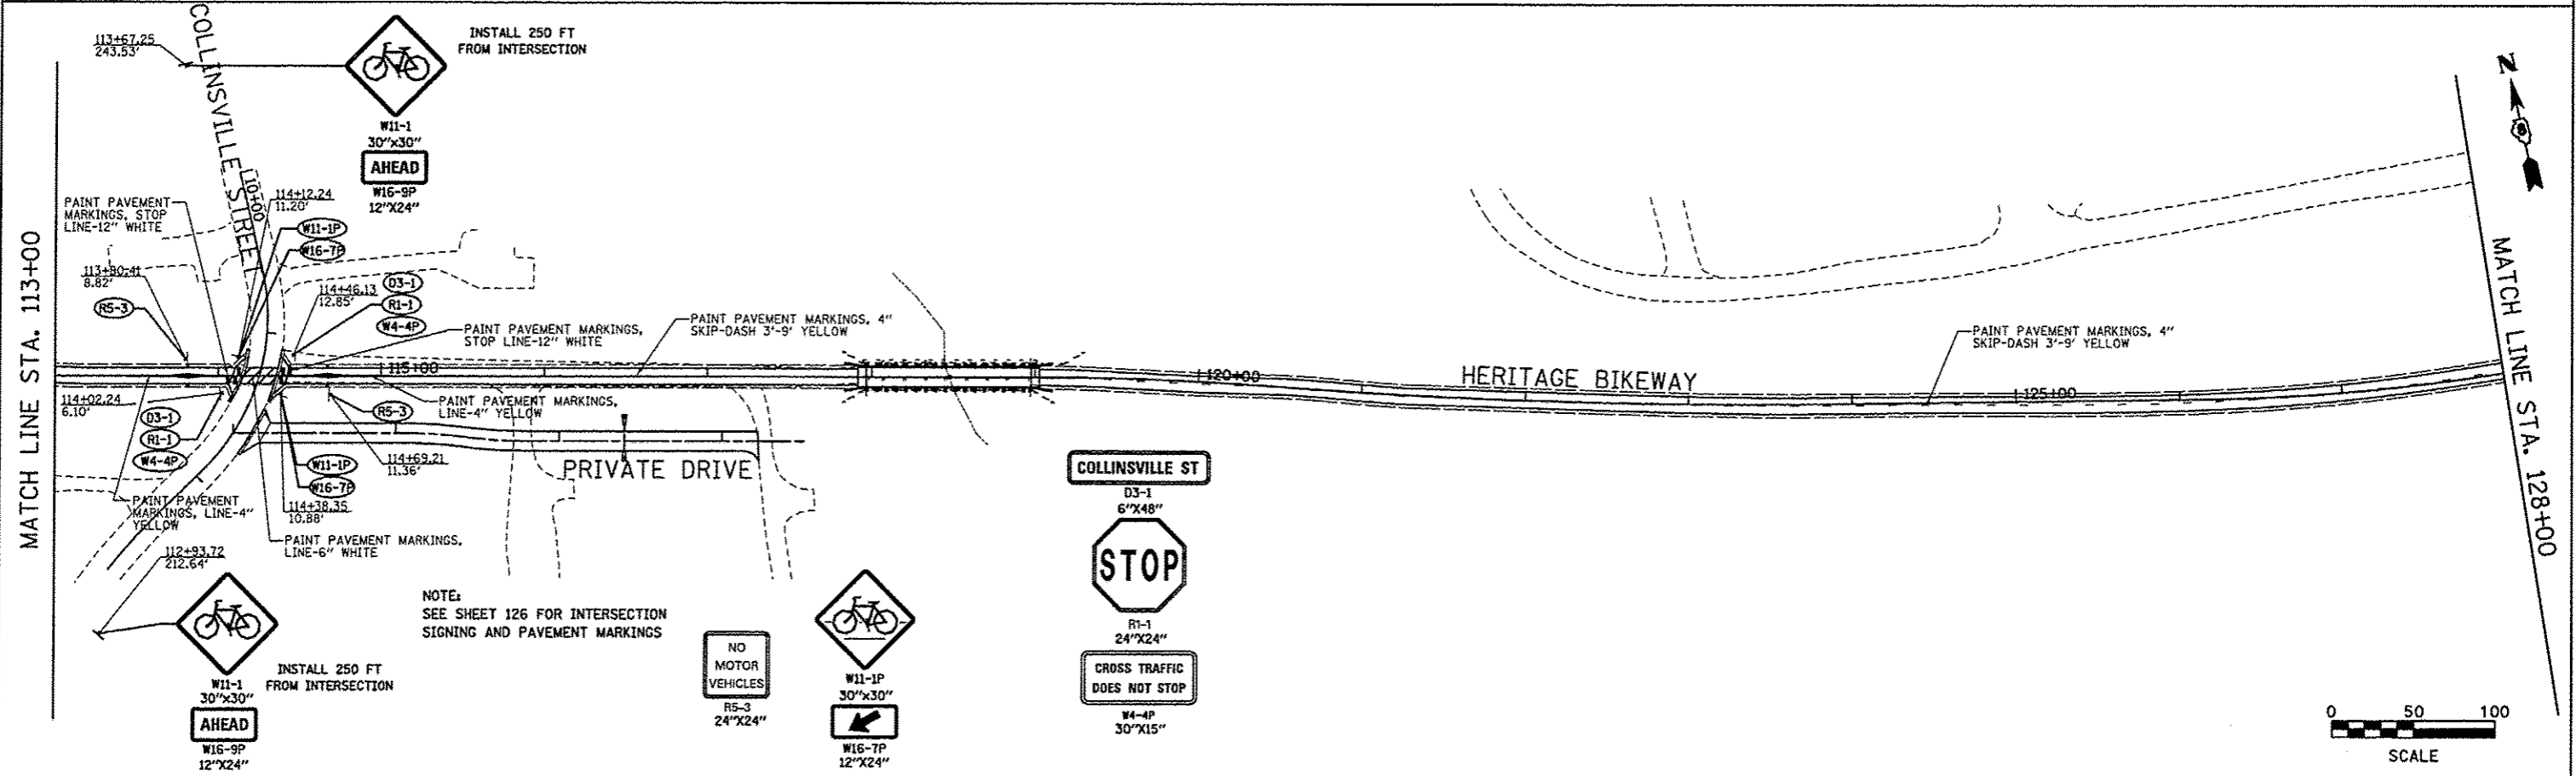 COLLINSVILLE STREET
113+67.25
243.53'
INSTALL 250 FT
FROM INTERSECTION
W11-1
30"x30"
AHEAD
W16-9P
12"X24"
N
MATCH LINE STA. 113+00
PAINT PAVEMENT
MARKINGS, STOP
LINE-12" WHITE
10+00
114+12.24
11.20'
W11-1P
W16-7P
8.82'
R5-3
114+46.13
12.85'
D3-1
R1-1
W4-4P
PAINT PAVEMENT MARKINGS,
STOP LINE-12" WHITE
PAINT PAVEMENT MARKINGS, 4"
SKIP-DASH 3'-9' YELLOW
115+00
120+00
HERITAGE BIKEWAY
125+00
PAINT PAVEMENT MARKINGS, 4"
SKIP-DASH 3'-9' YELLOW
MATCH LINE STA. 128+00
114+02.24
6.10'
D3-1
R1-1
W4-4P
R5-3
PAINT PAVEMENT MARKINGS,
LINE-4" YELLOW
114+69.21
11.36'
W11-1P
W16-7P
114+38.35
10.88'
PRIVATE DRIVE
PAINT PAVEMENT
MARKINGS, LINE-4"
YELLOW
PAINT PAVEMENT MARKINGS,
LINE-6" WHITE
112+93.72
212.64'
W11-1
30"x30"
AHEAD
W16-9P
12"X24"
INSTALL 250 FT
FROM INTERSECTION
NOTE:
SEE SHEET 126 FOR INTERSECTION
SIGNING AND PAVEMENT MARKINGS
NO
MOTOR
VEHICLES
R5-3
24"X24"
W11-1P
30"x30"
W16-7P
12"X24"
COLLINSVILLE ST
D3-1
6"X48"
STOP
R1-1
24"X24"
CROSS TRAFFIC
DOES NOT STOP
W4-4P
30"X15"
0 50 100
SCALE